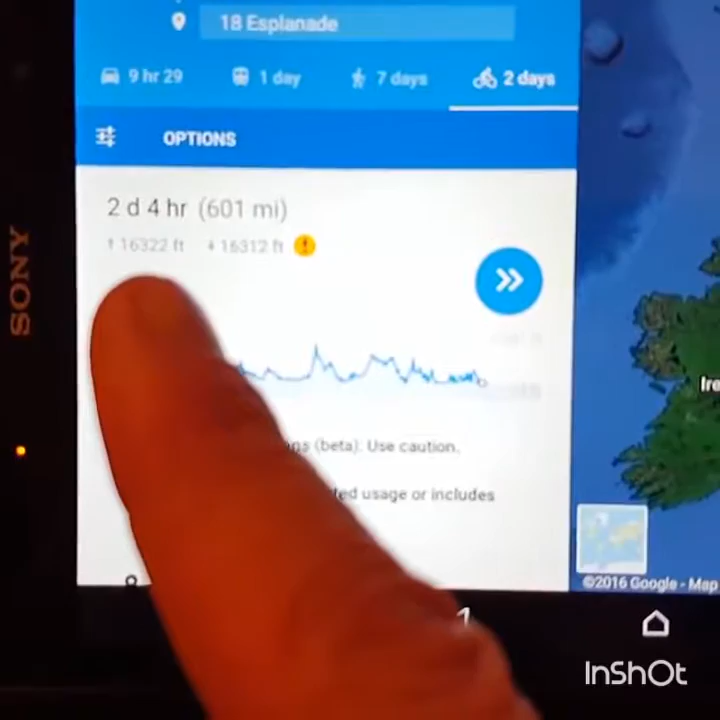 18 Esplanade
9 hr 29
1 day
7 days
2 days
OPTIONS
2 d 4 hr (601 mi)
↑ 16322 ft ↓ 16312 ft
(beta): Use caution.
usage or includes
SONY
Ire
©2016 Google - Map
InShOt